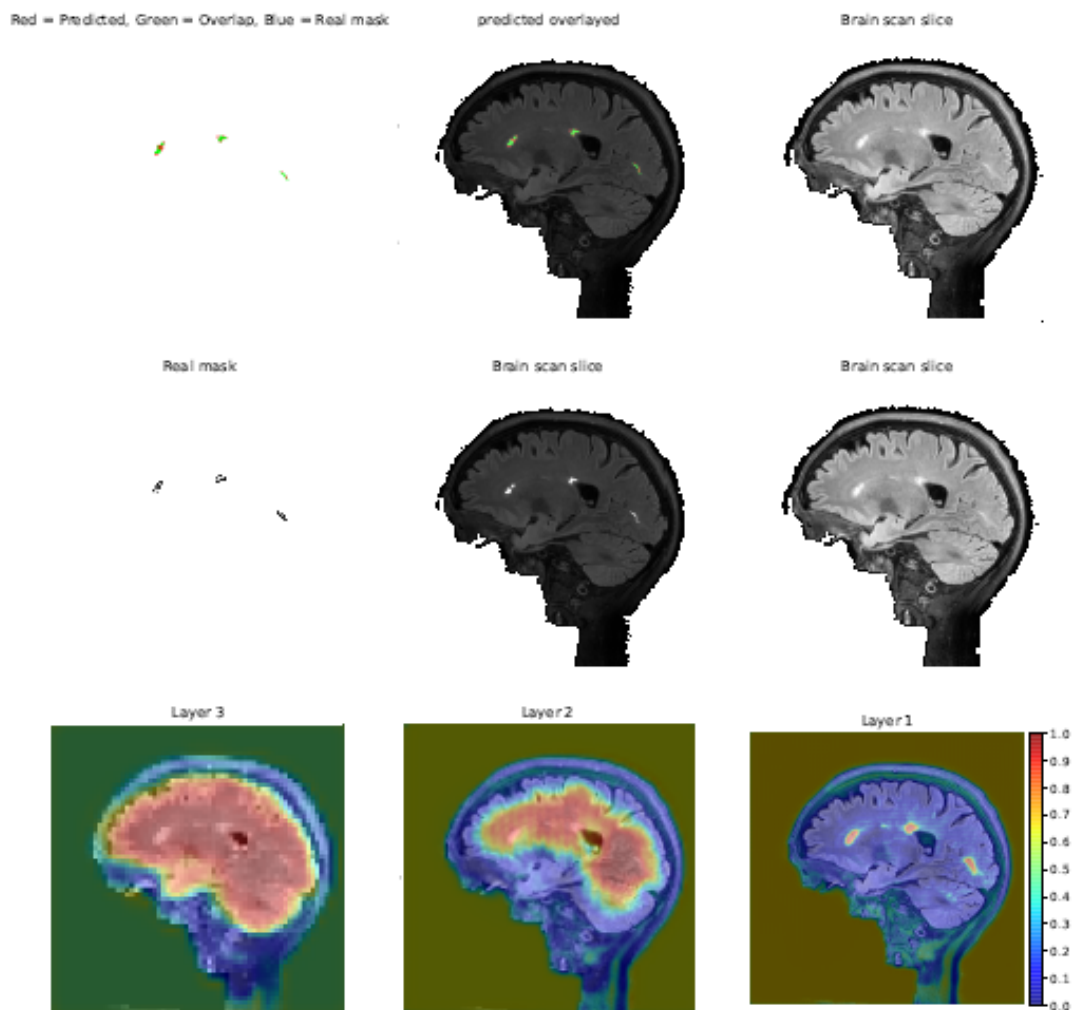 Red = Predicted, Green = Overlap, Blue = Real mask
predicted overlayed
Brain scan slice
Real mask
Brain scan slice
Brain scan slice
Layer 3
Layer 2
Layer 1
1.0
0.9
0.8
0.7
0.6
0.5
0.4
0.3
0.2
0.1
0.0